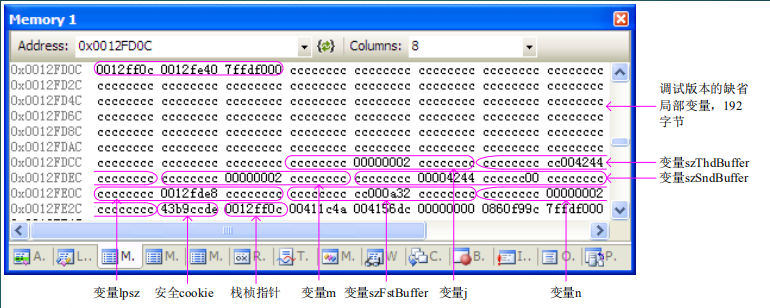 Memory 1
Address: 0x0012FD0C Columns: 8
0x0012FD0C 0012ff0c 0012fe40 7ffdf000 cccccccc cccccccc cccccccc cccccccc cccccccc
0x0012FD2C cccccccc cccccccc cccccccc cccccccc cccccccc cccccccc cccccccc cccccccc
0x0012FD4C cccccccc cccccccc cccccccc cccccccc cccccccc cccccccc cccccccc cccccccc
0x0012FD6C cccccccc cccccccc cccccccc cccccccc cccccccc cccccccc cccccccc cccccccc
0x0012FD8C cccccccc cccccccc cccccccc cccccccc cccccccc cccccccc cccccccc cccccccc
0x0012FDAC cccccccc cccccccc cccccccc cccccccc cccccccc cccccccc cccccccc cccccccc
0x0012FDCC cccccccc cccccccc cccccccc cccccccc 00000002 cccccccc cccccccc cc004244
0x0012FDEC cccccccc cccccccc 00000002 cccccccc cccccccc 00004244 cccccc00 cccccccc
0x0012FE0C cccccccc 0012fde8 cccccccc cccccccc cc000a32 cccccccc cccccccc 00000002
0x0012FE2C cccccccc 43b9ccde 0012ff0c 00411c4a 004156dc 00000000 0860f99c 7ffdf000
调试版本的缺省
局部变量，192
字节
变量szThdBuffer
变量szSndBuffer
A. L.. M. M. M. R. T. M. W C. B. I.. O. P.
变量lpsz 安全cookie 栈桢指针 变量m 变量szFstBuffer 变量j 变量n